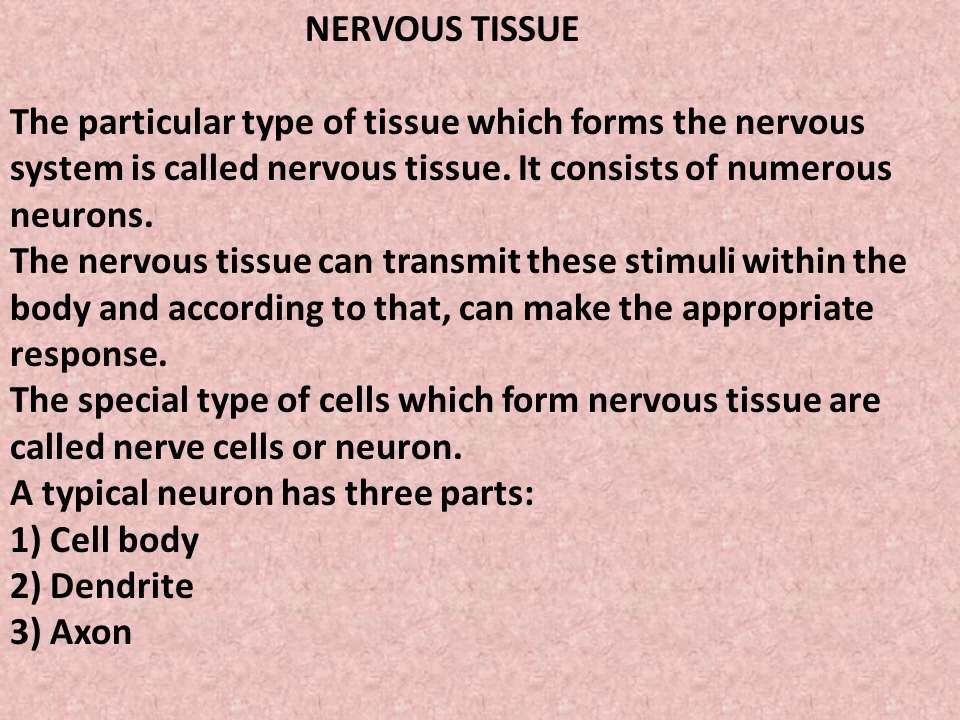 NERVOUS TISSUE
The particular type of tissue which forms the nervous
system is called nervous tissue. It consists of numerous
neurons.
The nervous tissue can transmit these stimuli within the
body and according to that, can make the appropriate
response.
The special type of cells which form nervous tissue are
called nerve cells or neuron.
A typical neuron has three parts:
1) Cell body
2) Dendrite
3) Axon